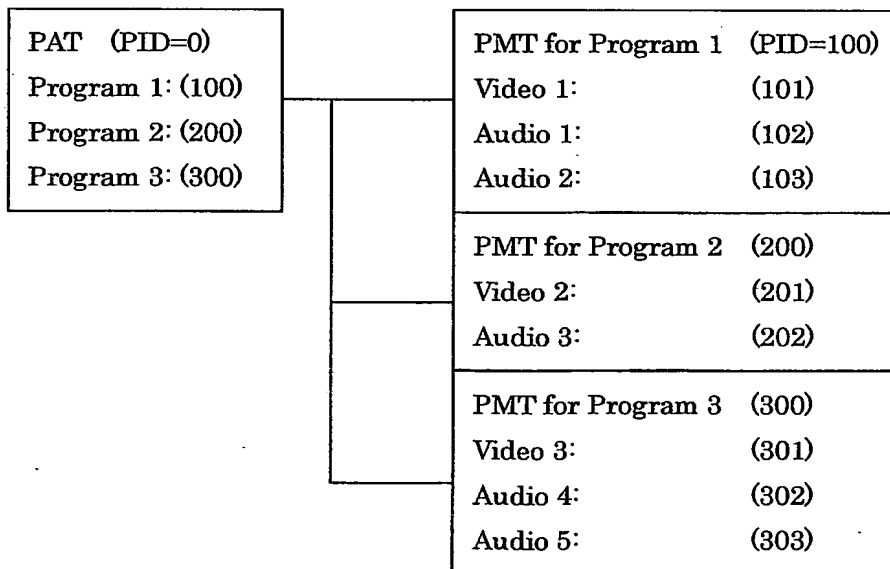 PAT (PID=0)
Program 1: (100)
Program 2: (200)
Program 3: (300)
PMT for Program 1 (PID=100)
Video 1: (101)
Audio 1: (102)
Audio 2: (103)
PMT for Program 2 (200)
Video 2: (201)
Audio 3: (202)
PMT for Program 3 (300)
Video 3: (301)
Audio 4: (302)
Audio 5: (303)